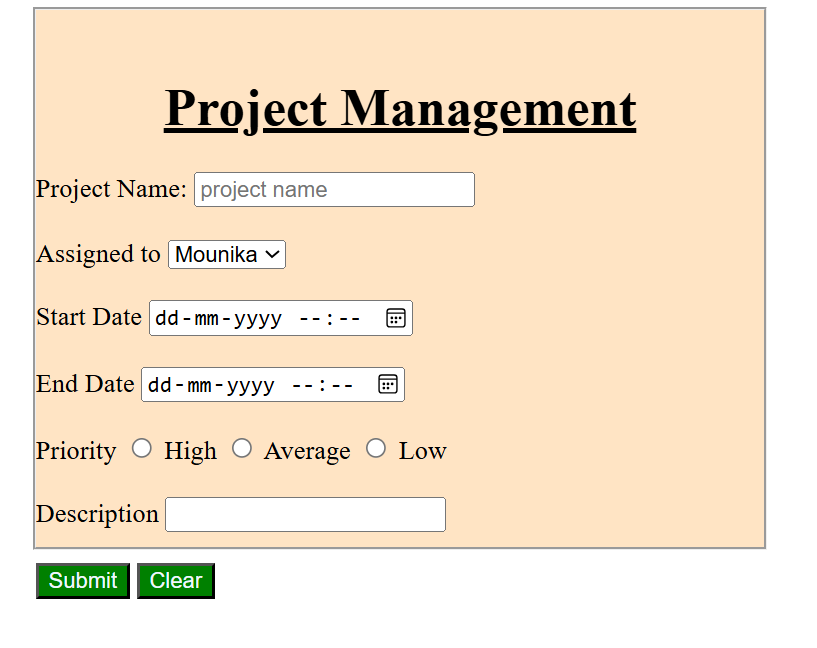 Project Management
Project Name: project name
Assigned to Mounika
Start Date dd-mm-yyyy --:--
End Date dd-mm-yyyy --:--
Priority High Average Low
Description
Submit Clear